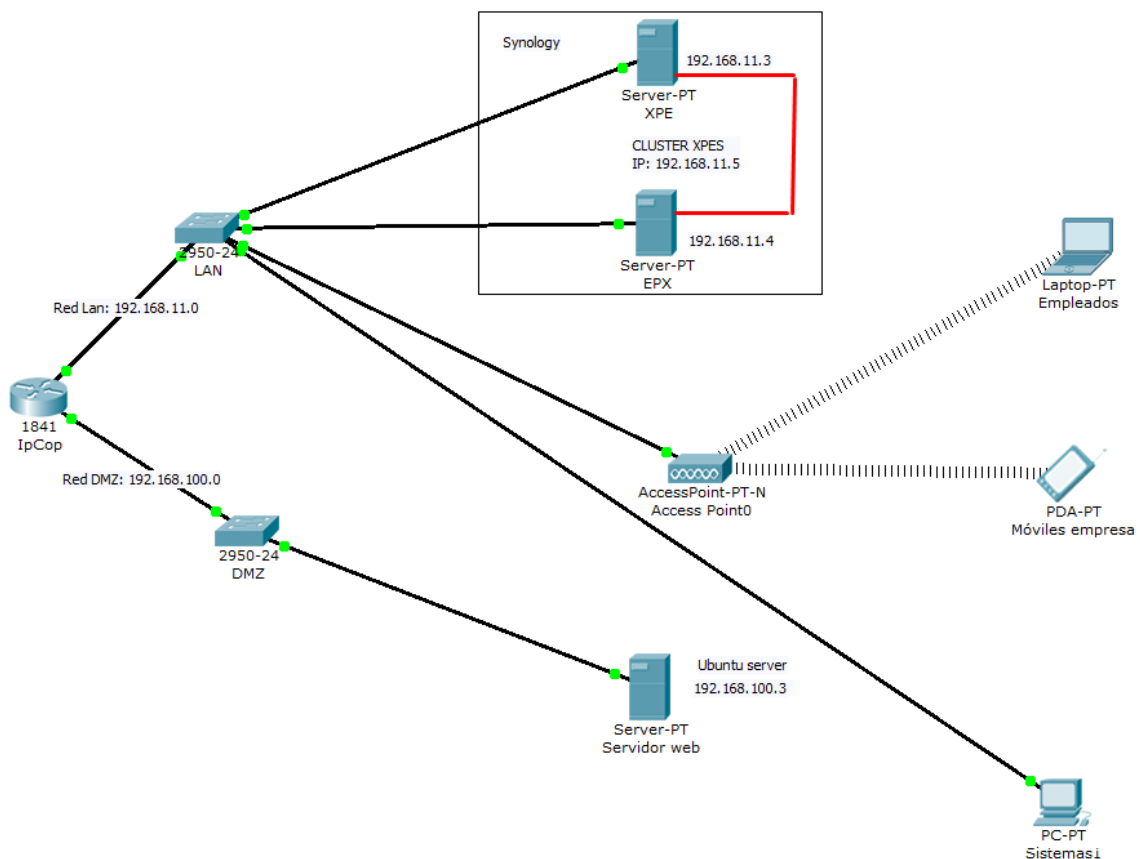 Synology
192.168.11.3
Server-PT
XPE
CLUSTER XPES
IP: 192.168.11.5
192.168.11.4
Server-PT
EPX
2950-24
LAN
Laptop-PT
Empleados
Red Lan: 192.168.11.0
1841
IpCop
Red DMZ: 192.168.100.0
AccessPoint-PT-N
Access Point0
PDA-PT
Móviles empresa
2950-24
DMZ
Ubuntu server
192.168.100.3
Server-PT
Servidor web
PC-PT
Sistemas1